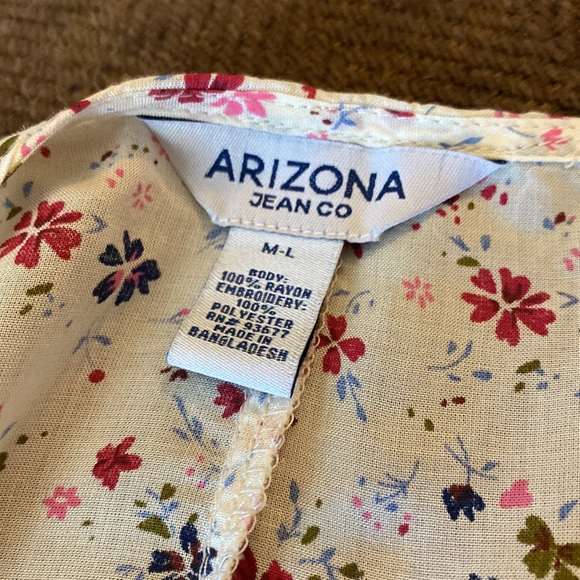 ARIZONA
JEAN CO
M-L
BODY:
100% RAYON
EMBROIDERY:
100%
POLYESTER
RN# 93677
MADE IN
BANGLADESH